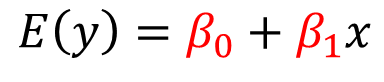 E(y) = β₀ + β₁x